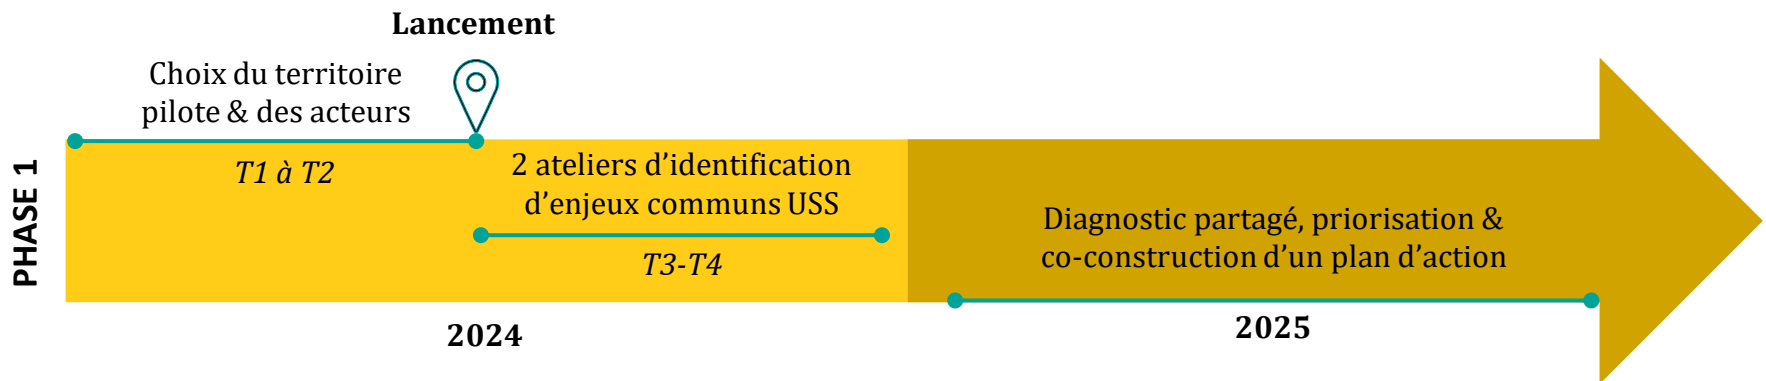 Lancement
Choix du territoire
pilote & des acteurs
T1 à T2
2 ateliers d’identification
d’enjeux communs USS
T3-T4
Diagnostic partagé, priorisation &
co-construction d’un plan d’action
PHASE 1
2024
2025